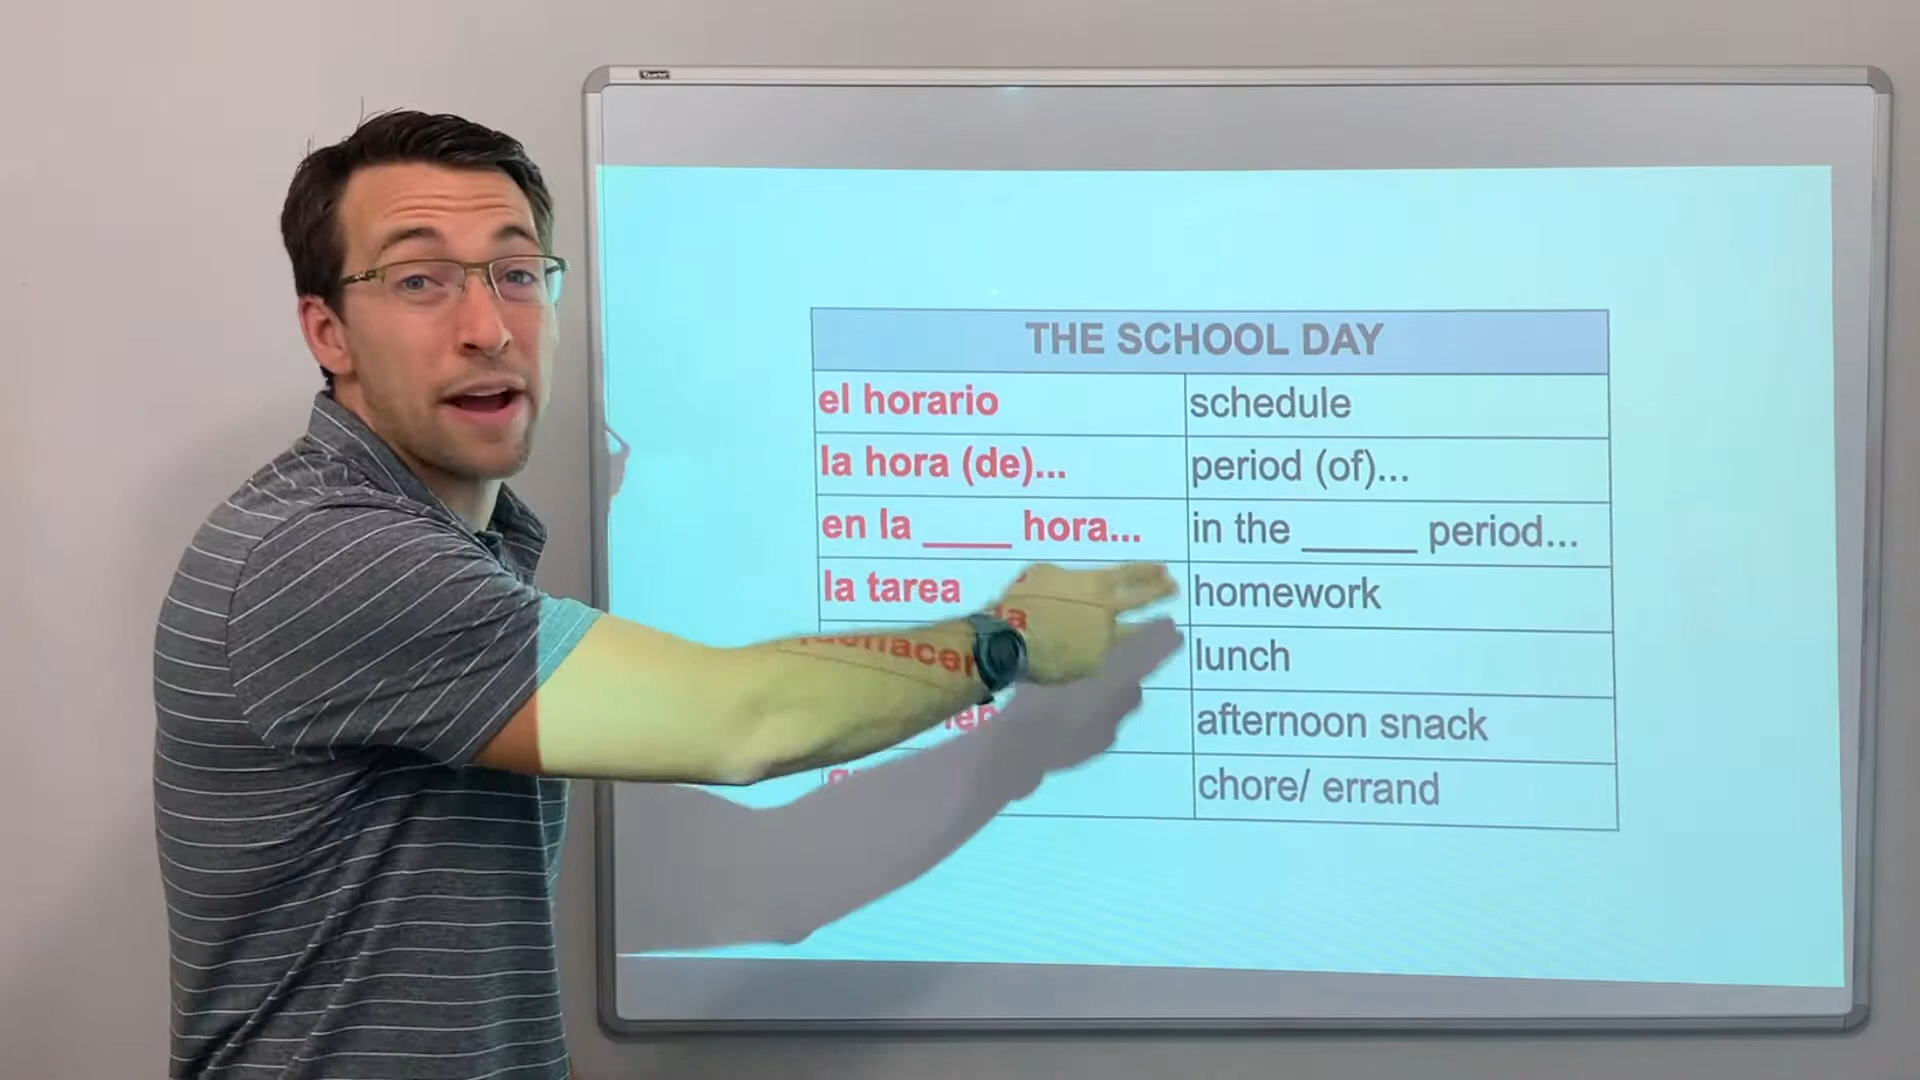 THE SCHOOL DAY
el horario schedule
la hora (de)... period (of)...
en la ____ hora... in the _____ period...
la tarea homework
lunch
afternoon snack
chore/ errand